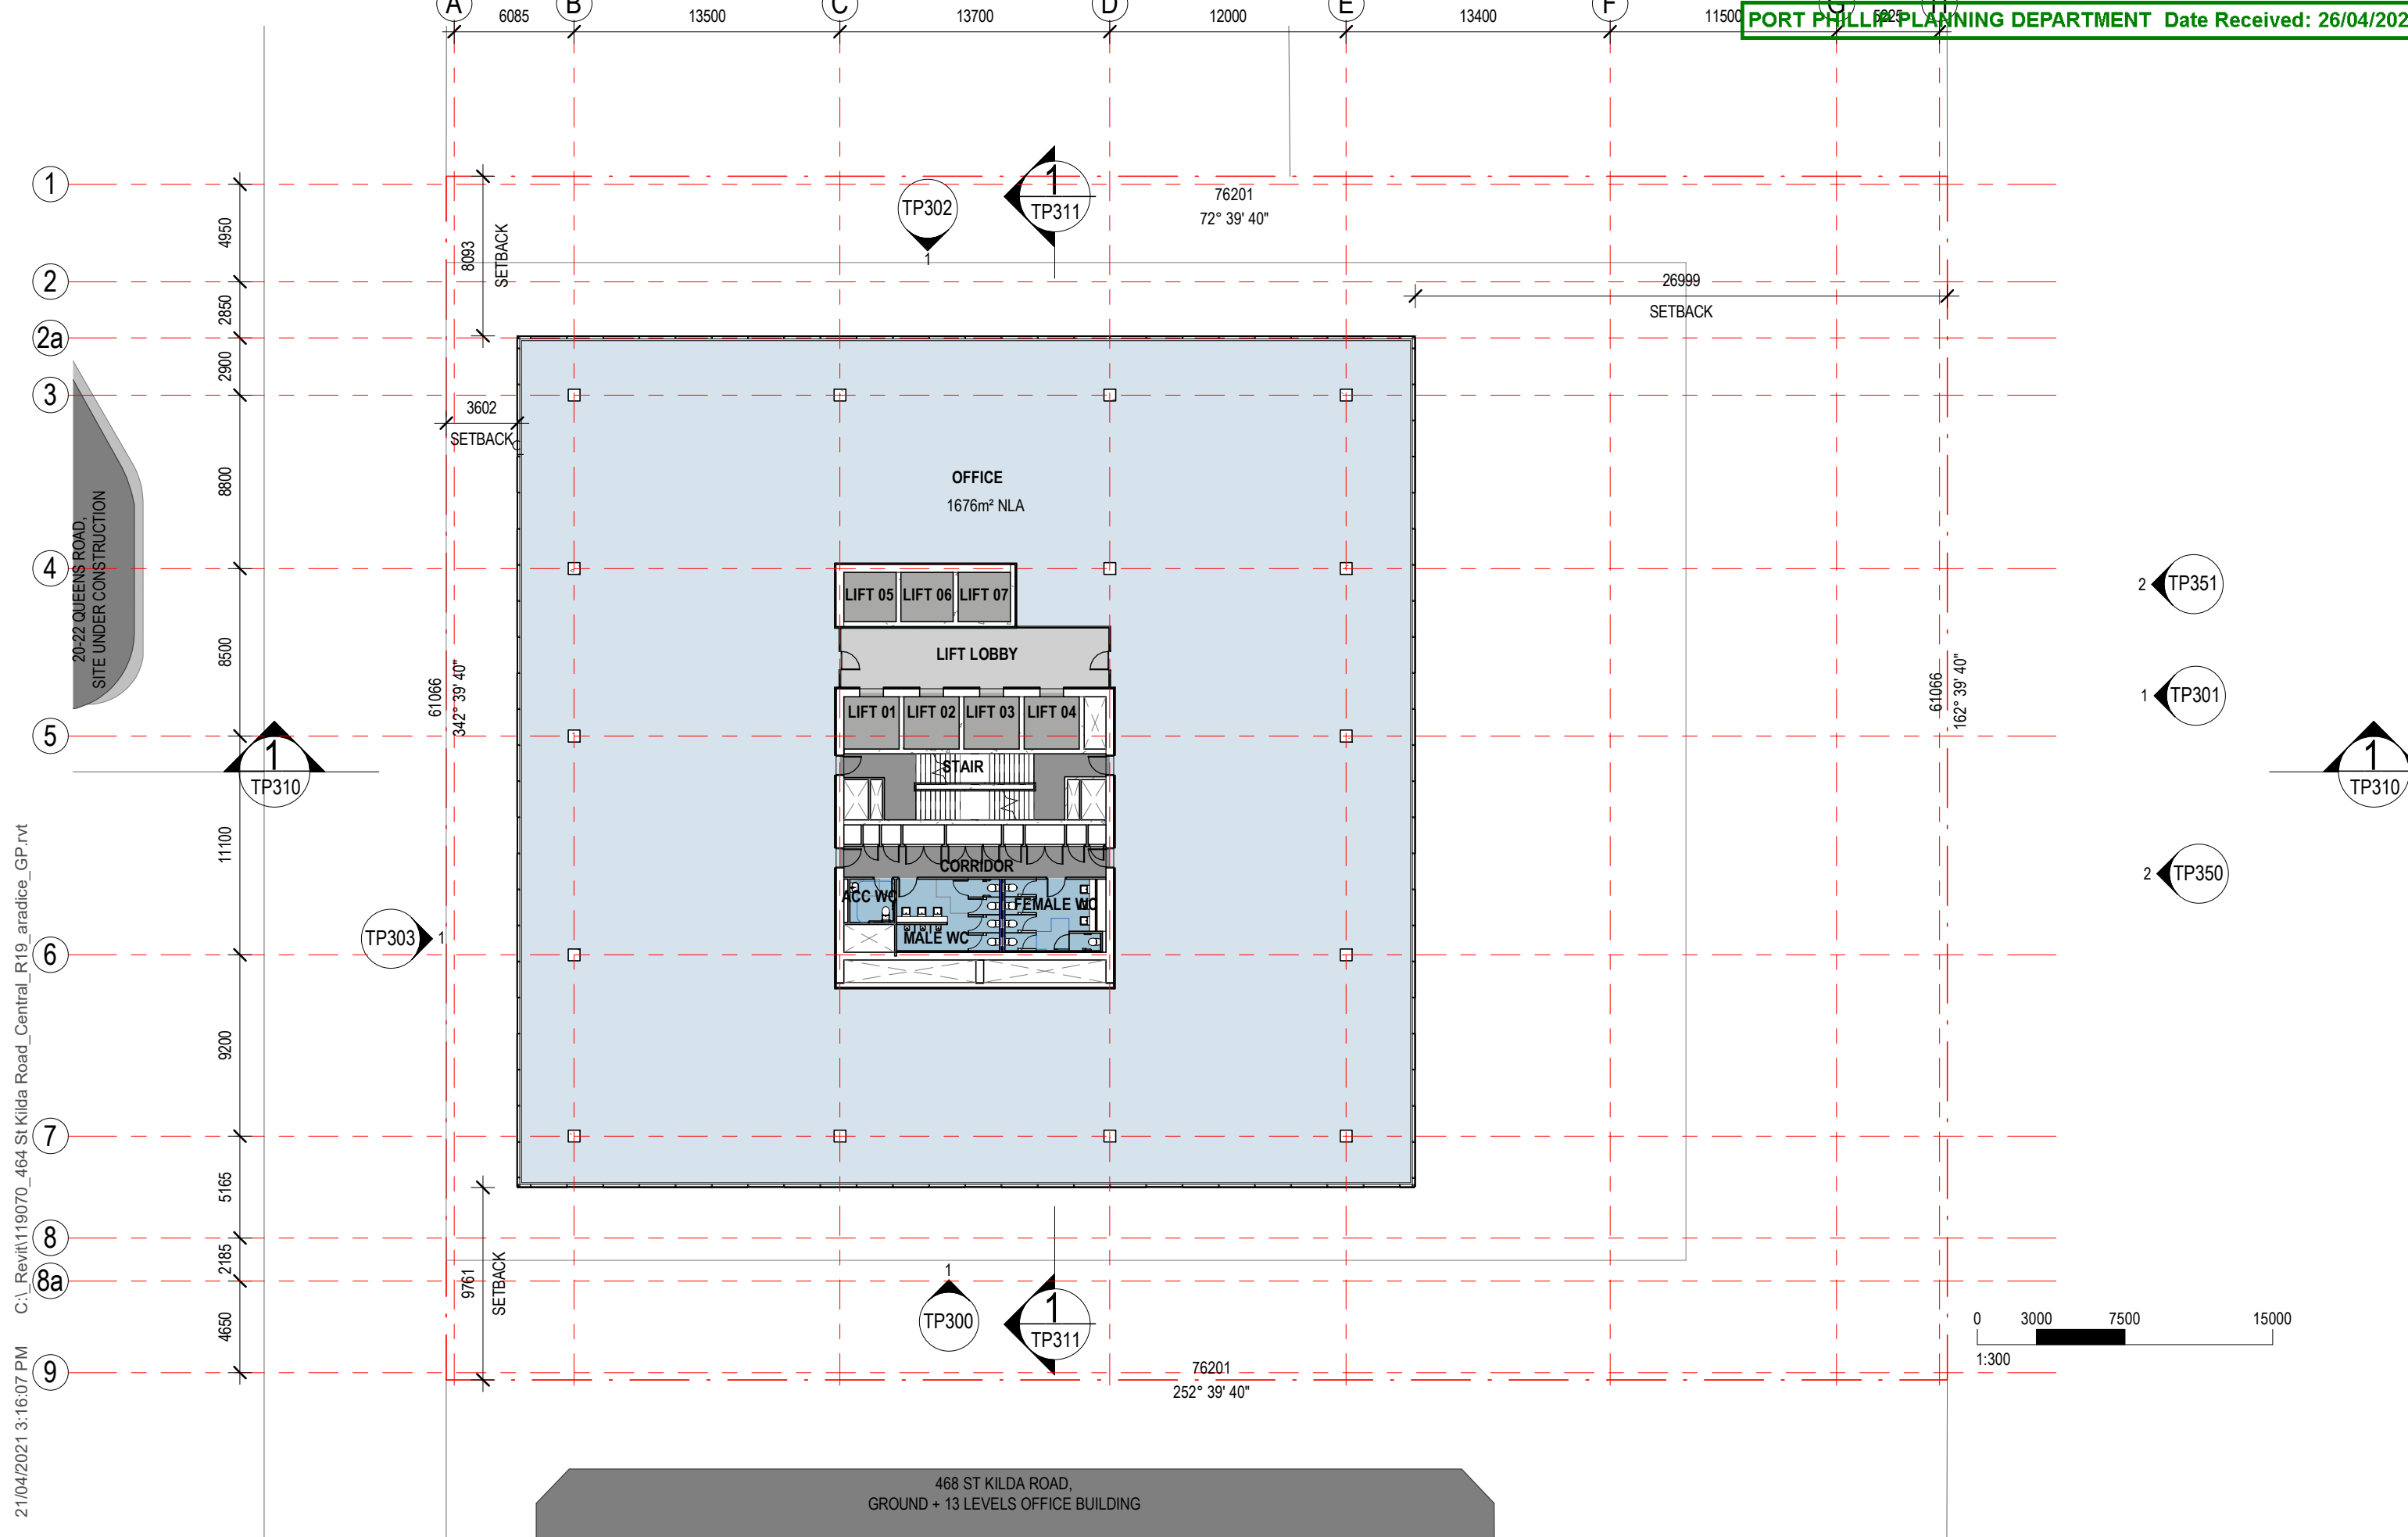 A
B
C
D
E
F
G
H
6085
13500
13700
12000
13400
11500
5225
PORT PHILLIP PLANNING DEPARTMENT Date Received: 26/04/202
1
2
2a
3
4
5
6
7
8
8a
9
4950
2850
2900
8800
8500
11100
9200
5165
2185
4650
8093
SETBACK
TP302
1
1
TP311
76201
72° 39' 40"
26999
SETBACK
3602
SETBACK
20-22 QUEENS ROAD,
SITE UNDER CONSTRUCTION
OFFICE
1676m² NLA
LIFT 05
LIFT 06
LIFT 07
LIFT LOBBY
LIFT 01
LIFT 02
LIFT 03
LIFT 04
STAIR
CORRIDOR
ACC WC
MALE WC
FEMALE WC
61066
342° 39' 40"
61066
162° 39' 40"
2
TP351
1
TP301
2
TP350
1
TP310
1
TP310
TP303
1
9761
SETBACK
1
TP300
1
TP311
76201
252° 39' 40"
0
3000
7500
15000
1:300
468 ST KILDA ROAD,
GROUND + 13 LEVELS OFFICE BUILDING
21/04/2021 3:16:07 PM C:\_Revit\119070_464 St Kilda Road_Central_R19_aradice_GP.rvt